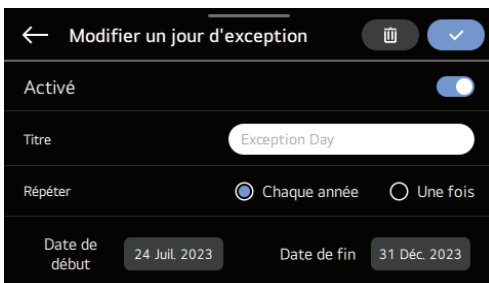 Modifier un jour d'exception
Activé
Titre
Exception Day
Répéter
Chaque année
Une fois
Date de
début
24 Juil. 2023
Date de fin
31 Déc. 2023